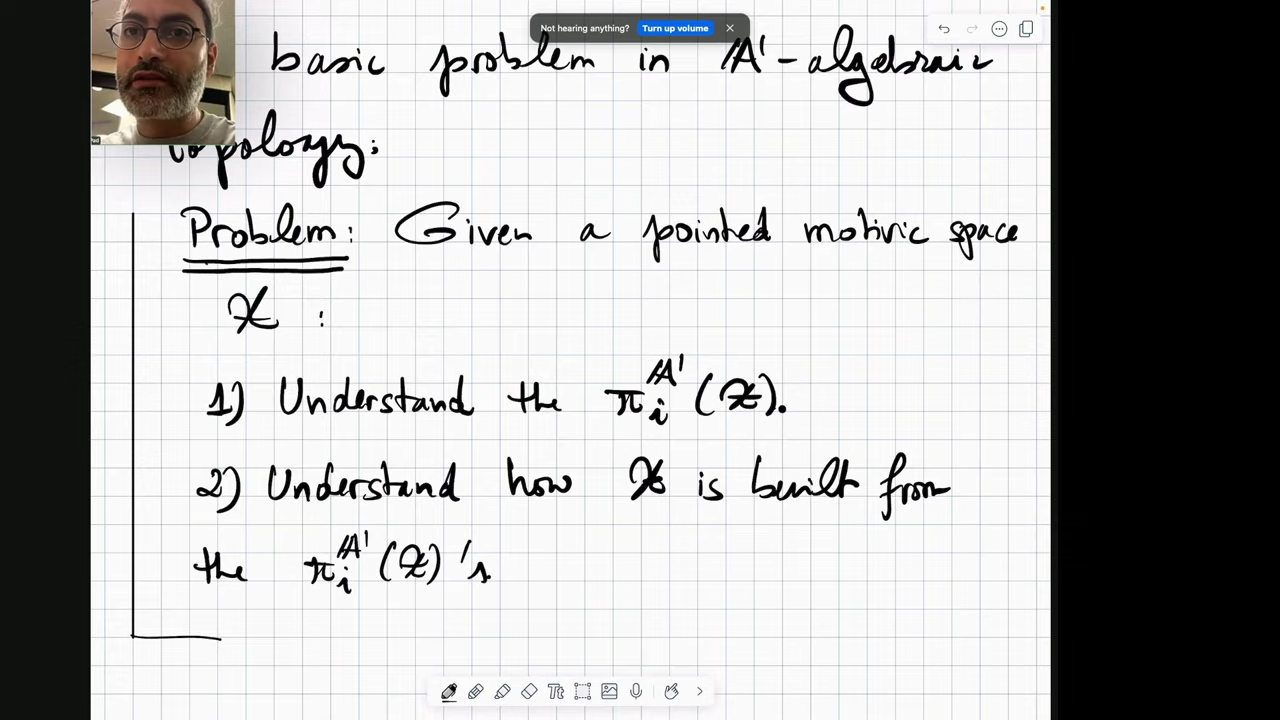 Not hearing anything? Turn up volume
basic problem in 𝔸¹-algebraic
topology:
Problem: Given a pointed motivic space
𝒳 :
1) Understand the π_i^{𝔸¹}(𝒳).
2) Understand how 𝒳 is built from
the π_i^{𝔸¹}(𝒳)'s
Tt